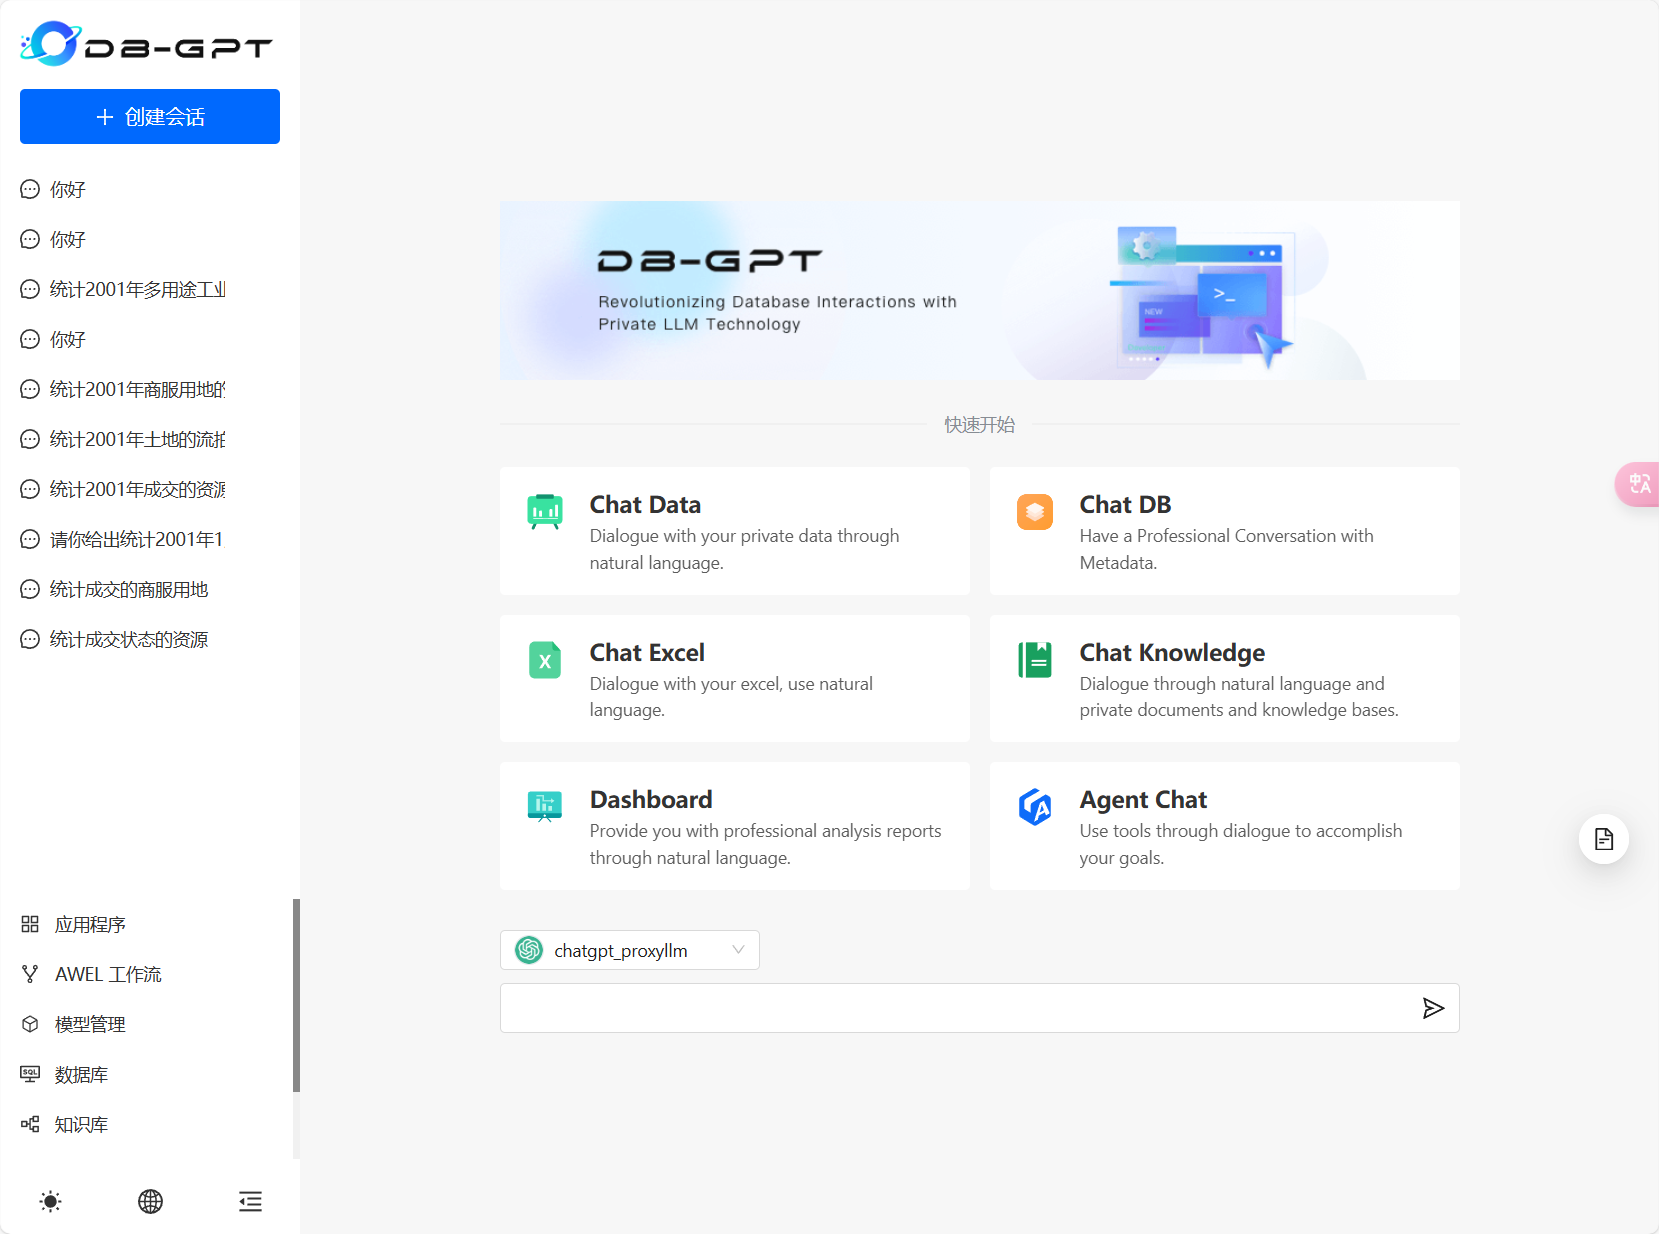 DB-GPT
创建会话
你好
你好
统计2001年多用途工业
你好
统计2001年商服用地的
统计2001年土地的流拍
统计2001年成交的资源
请你给出统计2001年1
统计成交的商服用地
统计成交状态的资源
应用程序
AWEL 工作流
模型管理
SQL
数据库
知识库
DB-GPT
Revolutionizing Database Interactions with
Private LLM Technology
>_
NEW
快速开始
Chat Data
Dialogue with your private data through
natural language.
Chat DB
Have a Professional Conversation with
Metadata.
X
Chat Excel
Dialogue with your excel, use natural
language.
Chat Knowledge
Dialogue through natural language and
private documents and knowledge bases.
Dashboard
Provide you with professional analysis reports
through natural language.
Agent Chat
Use tools through dialogue to accomplish
your goals.
chatgpt_proxyllm
中A